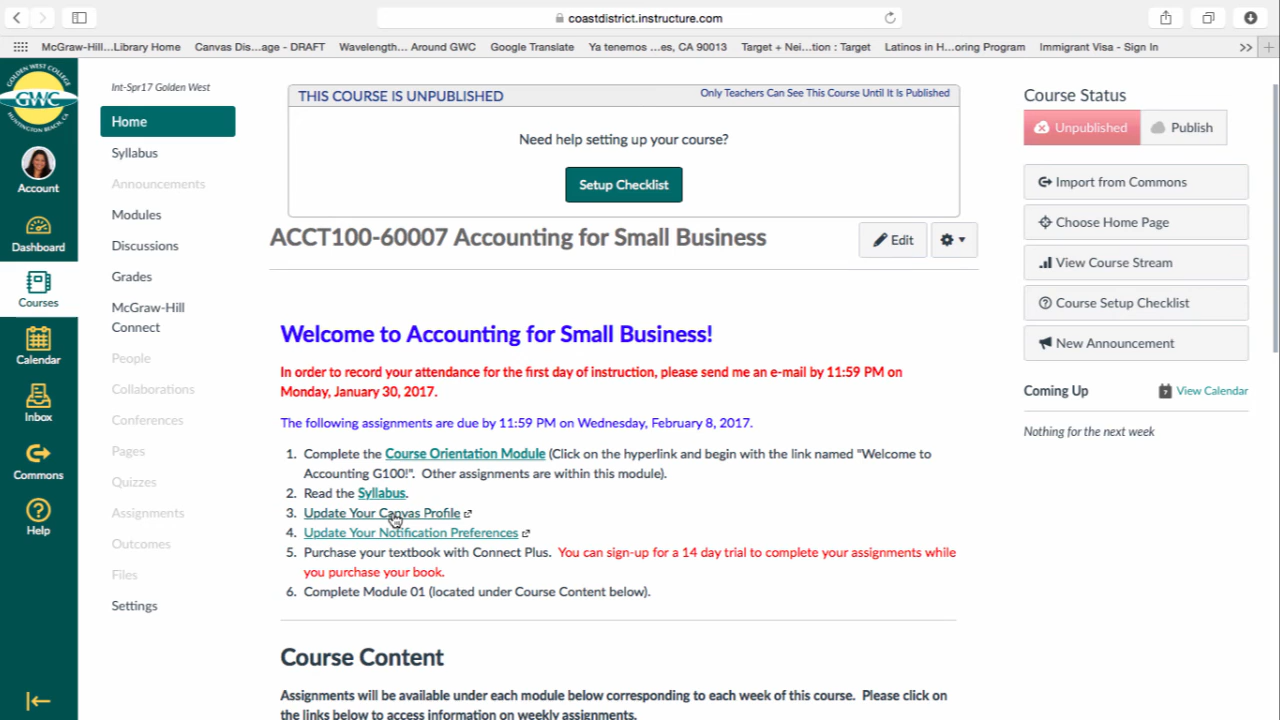 coastdistrict.instructure.com
McGraw-Hill...Library Home
Canvas Dis...age - DRAFT
Wavelength... Around GWC
Google Translate
Ya tenemos ...es, CA 90013
Target + Nei...tion : Target
Latinos in H...oring Program
Immigrant Visa - Sign In
GOLDEN WEST COLLEGE
GWC
HUNTINGTON BEACH, CA
Account
Dashboard
Courses
Calendar
Inbox
Commons
Help
Int-Spr17 Golden West
Home
Syllabus
Announcements
Modules
Discussions
Grades
McGraw-Hill
Connect
People
Collaborations
Conferences
Pages
Quizzes
Assignments
Outcomes
Files
Settings
THIS COURSE IS UNPUBLISHED
Only Teachers Can See This Course Until It Is Published
Need help setting up your course?
Setup Checklist
ACCT100-60007 Accounting for Small Business
Edit
Welcome to Accounting for Small Business!
In order to record your attendance for the first day of instruction, please send me an e-mail by 11:59 PM on
Monday, January 30, 2017.
The following assignments are due by 11:59 PM on Wednesday, February 8, 2017.
1. Complete the Course Orientation Module (Click on the hyperlink and begin with the link named "Welcome to
Accounting G100!". Other assignments are within this module).
2. Read the Syllabus.
3. Update Your Canvas Profile
4. Update Your Notification Preferences
5. Purchase your textbook with Connect Plus. You can sign-up for a 14 day trial to complete your assignments while
you purchase your book.
6. Complete Module 01 (located under Course Content below).
Course Content
Assignments will be available under each module below corresponding to each week of this course. Please click on
the links below to access information on weekly assignments.
Course Status
Unpublished
Publish
Import from Commons
Choose Home Page
View Course Stream
Course Setup Checklist
New Announcement
Coming Up
View Calendar
Nothing for the next week